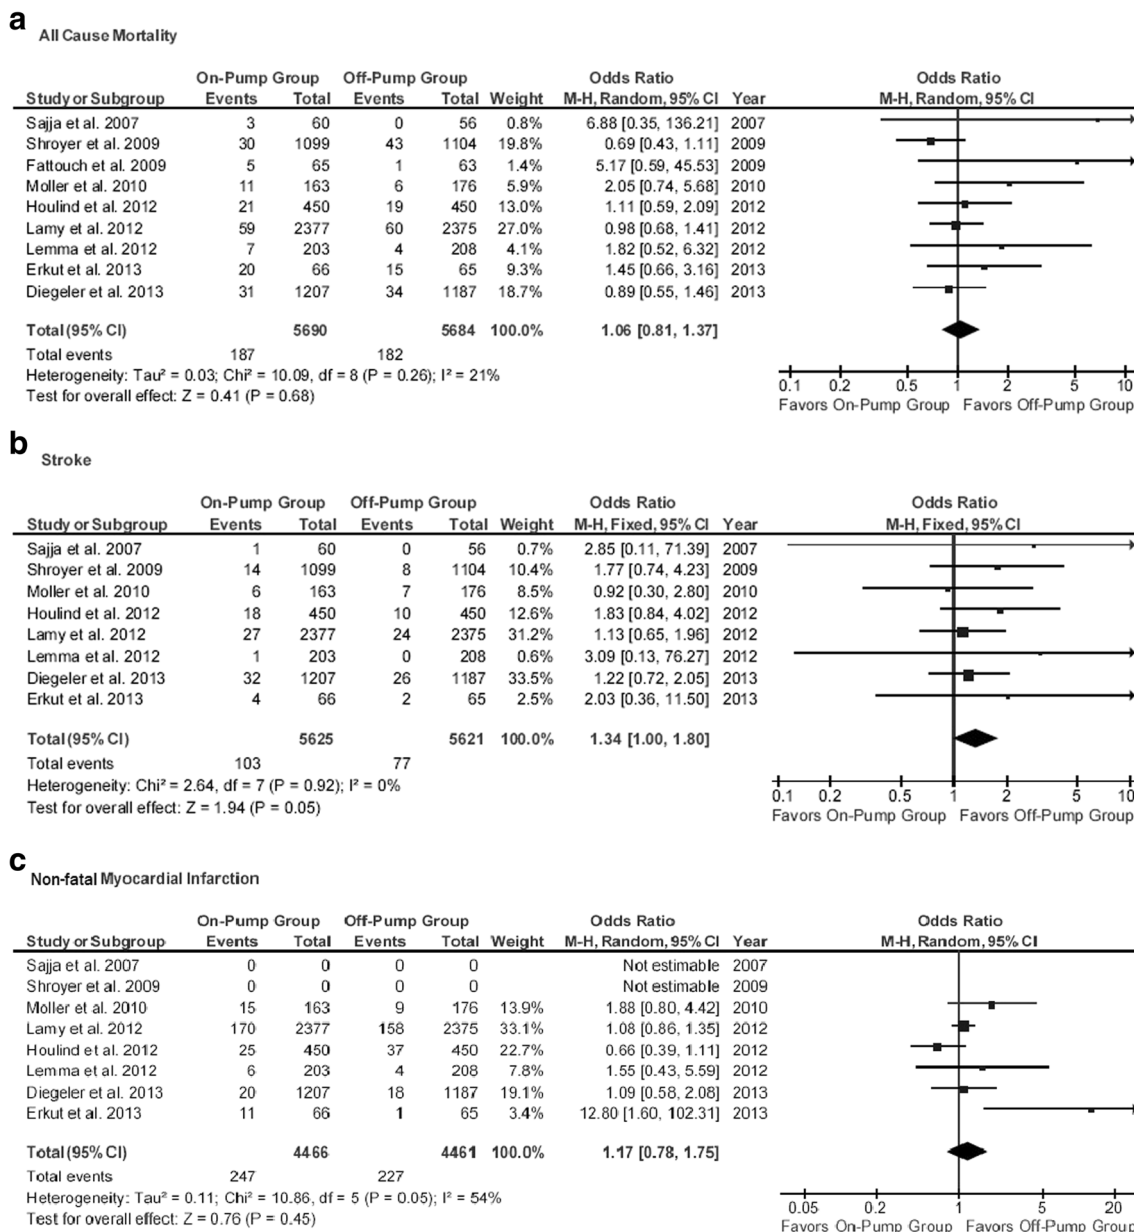 a
All Cause Mortality
On-Pump Group Off-Pump Group Odds Ratio Odds Ratio
Study or Subgroup Events Total Events Total Weight M-H, Random, 95% CI Year M-H, Random, 95% CI
Sajja et al. 2007 3 60 0 56 0.8% 6.88 [0.35, 136.21] 2007
Shroyer et al. 2009 30 1099 43 1104 19.8% 0.69 [0.43, 1.11] 2009
Fattouch et al. 2009 5 65 1 63 1.4% 5.17 [0.59, 45.53] 2009
Moller et al. 2010 11 163 6 176 5.9% 2.05 [0.74, 5.68] 2010
Houlind et al. 2012 21 450 19 450 13.0% 1.11 [0.59, 2.09] 2012
Lamy et al. 2012 59 2377 60 2375 27.0% 0.98 [0.68, 1.41] 2012
Lemma et al. 2012 7 203 4 208 4.1% 1.82 [0.52, 6.32] 2012
Erkut et al. 2013 20 66 15 65 9.3% 1.45 [0.66, 3.16] 2013
Diegeler et al. 2013 31 1207 34 1187 18.7% 0.89 [0.55, 1.46] 2013
Total (95% CI) 5690 5684 100.0% 1.06 [0.81, 1.37]
Total events 187 182
Heterogeneity: Tau² = 0.03; Chi² = 10.09, df = 8 (P = 0.26); I² = 21%
Test for overall effect: Z = 0.41 (P = 0.68)
0.1 0.2 0.5 1 2 5 10
Favors On-Pump Group Favors Off-Pump Group
b
Stroke
On-Pump Group Off-Pump Group Odds Ratio Odds Ratio
Study or Subgroup Events Total Events Total Weight M-H, Fixed, 95% CI Year M-H, Fixed, 95% CI
Sajja et al. 2007 1 60 0 56 0.7% 2.85 [0.11, 71.39] 2007
Shroyer et al. 2009 14 1099 8 1104 10.4% 1.77 [0.74, 4.23] 2009
Moller et al. 2010 6 163 7 176 8.5% 0.92 [0.30, 2.80] 2010
Houlind et al. 2012 18 450 10 450 12.6% 1.83 [0.84, 4.02] 2012
Lamy et al. 2012 27 2377 24 2375 31.2% 1.13 [0.65, 1.96] 2012
Lemma et al. 2012 1 203 0 208 0.6% 3.09 [0.13, 76.27] 2012
Diegeler et al. 2013 32 1207 26 1187 33.5% 1.22 [0.72, 2.05] 2013
Erkut et al. 2013 4 66 2 65 2.5% 2.03 [0.36, 11.50] 2013
Total (95% CI) 5625 5621 100.0% 1.34 [1.00, 1.80]
Total events 103 77
Heterogeneity: Chi² = 2.64, df = 7 (P = 0.92); I² = 0%
Test for overall effect: Z = 1.94 (P = 0.05)
0.1 0.2 0.5 1 2 5 10
Favors On-Pump Group Favors Off-Pump Group
c
Non-fatal Myocardial Infarction
On-Pump Group Off-Pump Group Odds Ratio Odds Ratio
Study or Subgroup Events Total Events Total Weight M-H, Random, 95% CI Year M-H, Random, 95% CI
Sajja et al. 2007 0 0 0 0 Not estimable 2007
Shroyer et al. 2009 0 0 0 0 Not estimable 2009
Moller et al. 2010 15 163 9 176 13.9% 1.88 [0.80, 4.42] 2010
Lamy et al. 2012 170 2377 158 2375 33.1% 1.08 [0.86, 1.35] 2012
Houlind et al. 2012 25 450 37 450 22.7% 0.66 [0.39, 1.11] 2012
Lemma et al. 2012 6 203 4 208 7.8% 1.55 [0.43, 5.59] 2012
Diegeler et al. 2013 20 1207 18 1187 19.1% 1.09 [0.58, 2.08] 2013
Erkut et al. 2013 11 66 1 65 3.4% 12.80 [1.60, 102.31] 2013
Total (95% CI) 4466 4461 100.0% 1.17 [0.78, 1.75]
Total events 247 227
Heterogeneity: Tau² = 0.11; Chi² = 10.86, df = 5 (P = 0.05); I² = 54%
Test for overall effect: Z = 0.76 (P = 0.45)
0.05 0.2 1 5 20
Favors On-Pump Group Favors Off-Pump Group